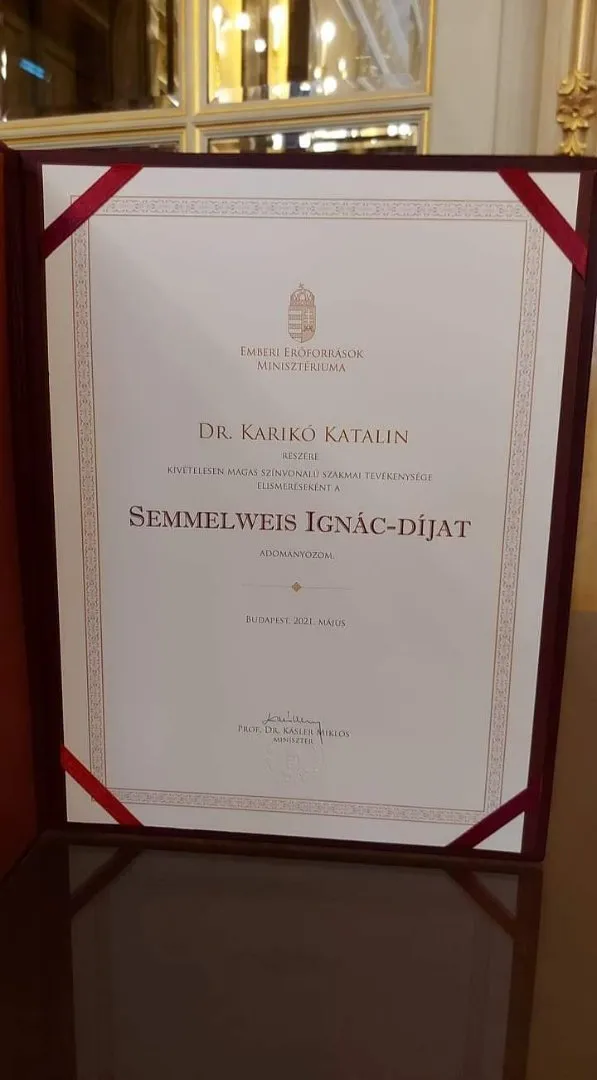 Emberi Erőforrások
Minisztériuma
Dr. Karikó Katalin
részére
kivételesen magas színvonalú szakmai tevékenysége
elismeréseként a
Semmelweis Ignác-díjat
adományozom.
Budapest, 2021. május
Prof. Dr. Kásler Miklós
miniszter